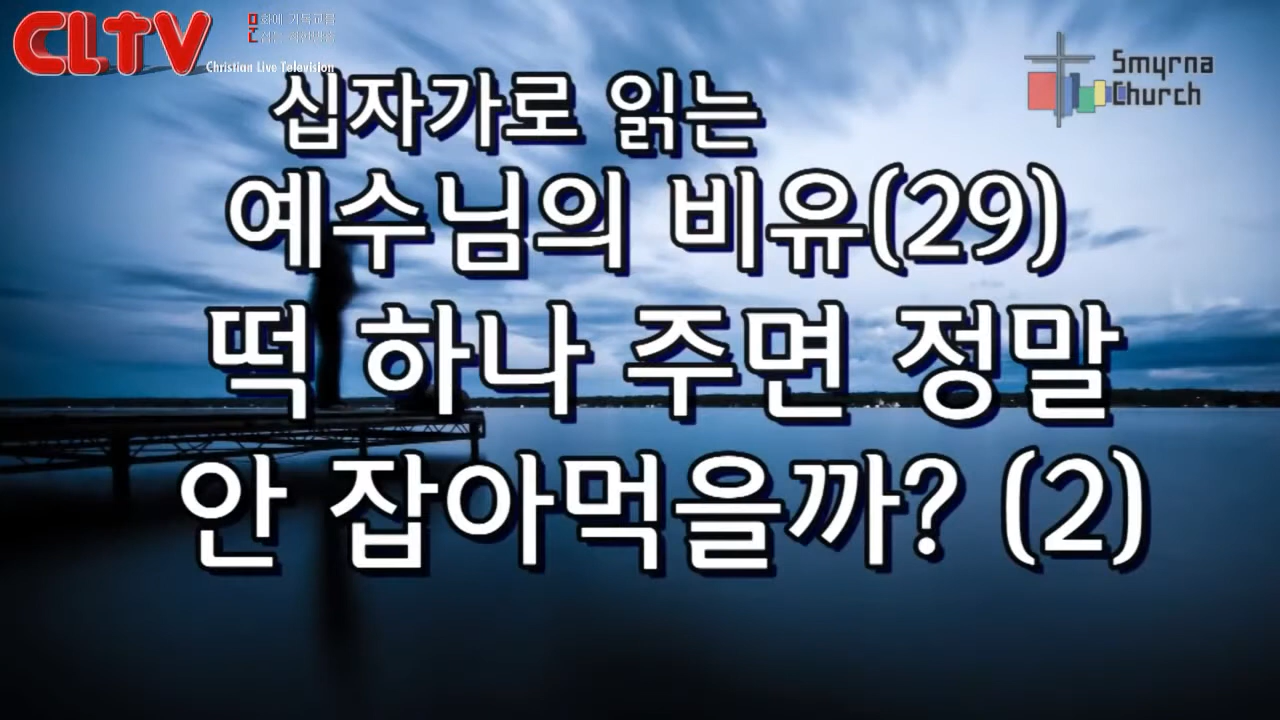 CLTV
Christian Live Television
Smyrna
Church
십자가로 읽는
예수님의 비유(29)
떡 하나 주면 정말
안 잡아먹을까? (2)